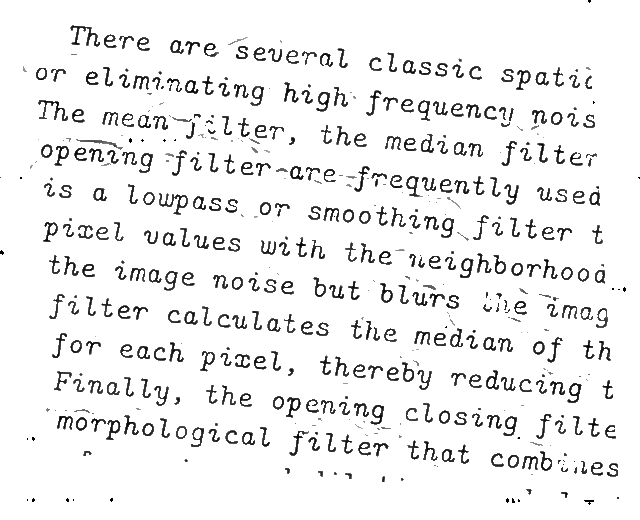 There are several classic spatic
or eliminating high frequency nois
The mean filter, the median filter
opening filter are frequently used
is a lowpass or smoothing filter t
pixel values with the neighborhood
the image noise but blurs the imag
filter calculates the median of th
for each pixel, thereby reducing t
Finally, the opening closing filte
morphological filter that combines